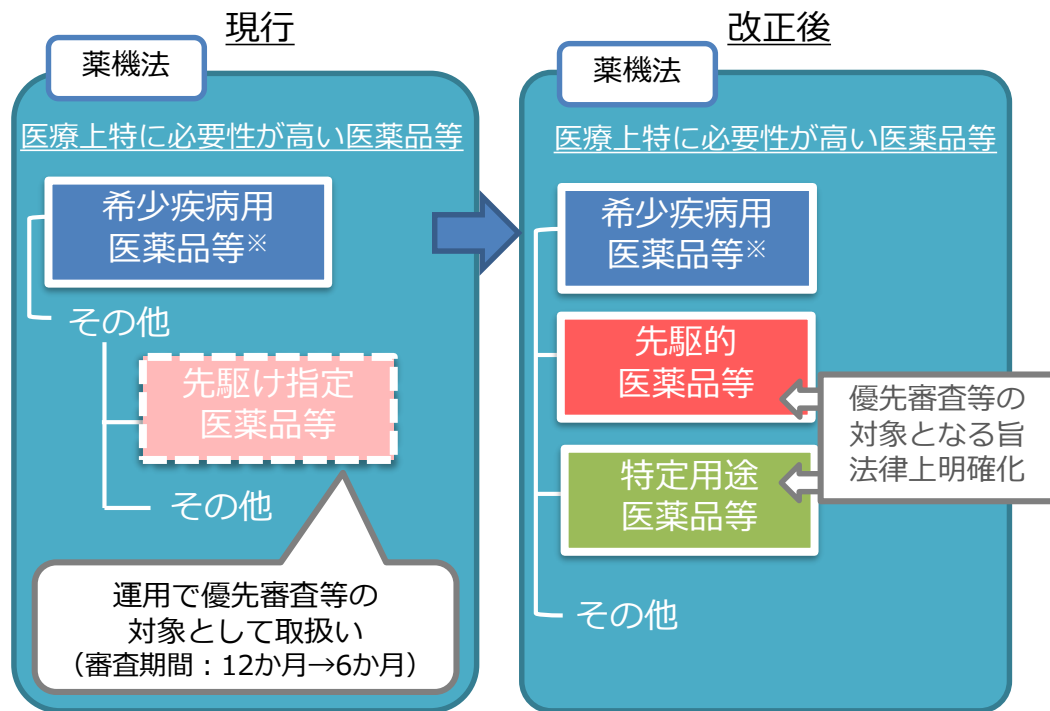 現行
薬機法
医療上特に必要性が高い医薬品等
希少疾病用
医薬品等※
その他
先駆け指定
医薬品等
その他
運用で優先審査等の
対象として取扱い
（審査期間：12か月→6か月）
改正後
薬機法
医療上特に必要性が高い医薬品等
希少疾病用
医薬品等※
先駆的
医薬品等
優先審査等の
対象となる旨
法律上明確化
特定用途
医薬品等
その他